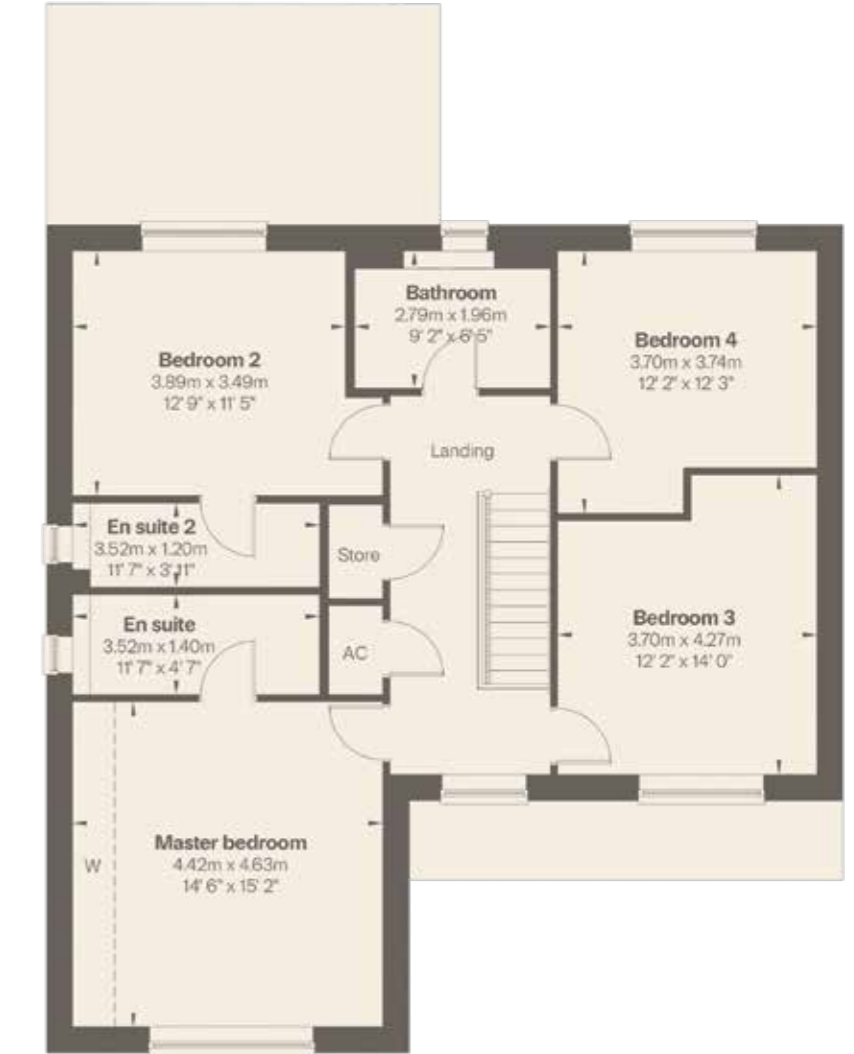 Bathroom
2.79m x 1.96m
9' 2" x 6' 5"
Bedroom 2
3.89m x 3.49m
12' 9" x 11' 5"
Bedroom 4
3.70m x 3.74m
12' 2" x 12' 3"
Landing
En suite 2
3.52m x 1.20m
11' 7" x 3' 11"
Store
En suite
3.52m x 1.40m
11' 7" x 4' 7"
AC
Bedroom 3
3.70m x 4.27m
12' 2" x 14' 0"
Master bedroom
4.42m x 4.63m
14' 6" x 15' 2"
W